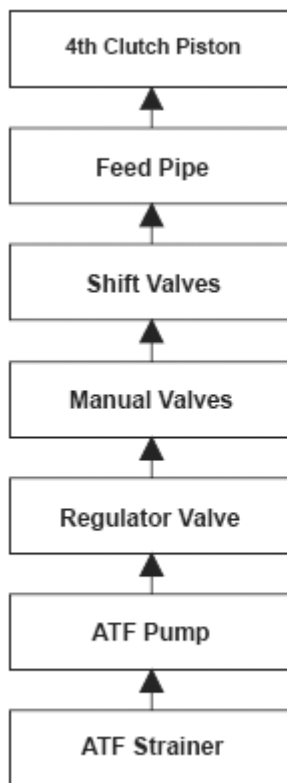 4th Clutch Piston
Feed Pipe
Shift Valves
Manual Valves
Regulator Valve
ATF Pump
ATF Strainer